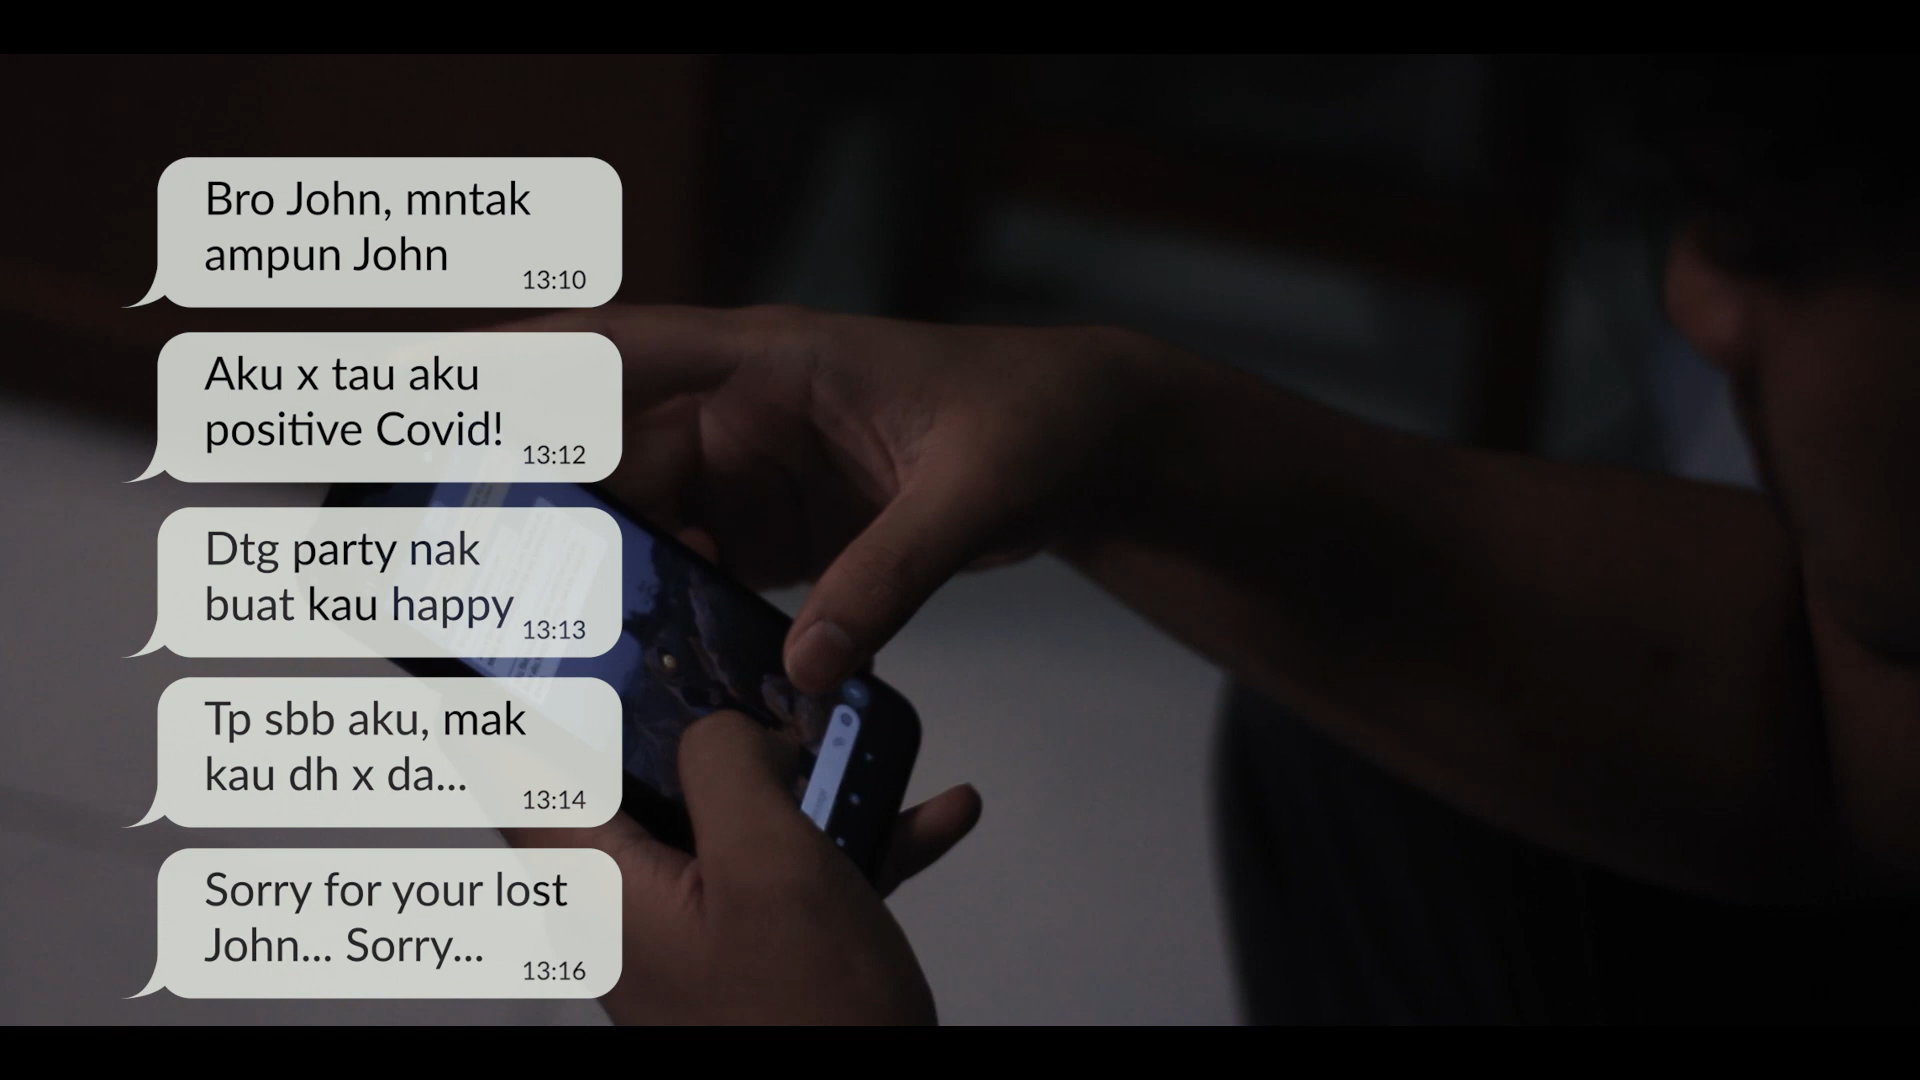 Bro John, mntak
ampun John
13:10
Aku x tau aku
positive Covid!
13:12
Dtg party nak
buat kau happy
13:13
Tp sbb aku, mak
kau dh x da...
13:14
Sorry for your lost
John... Sorry...
13:16